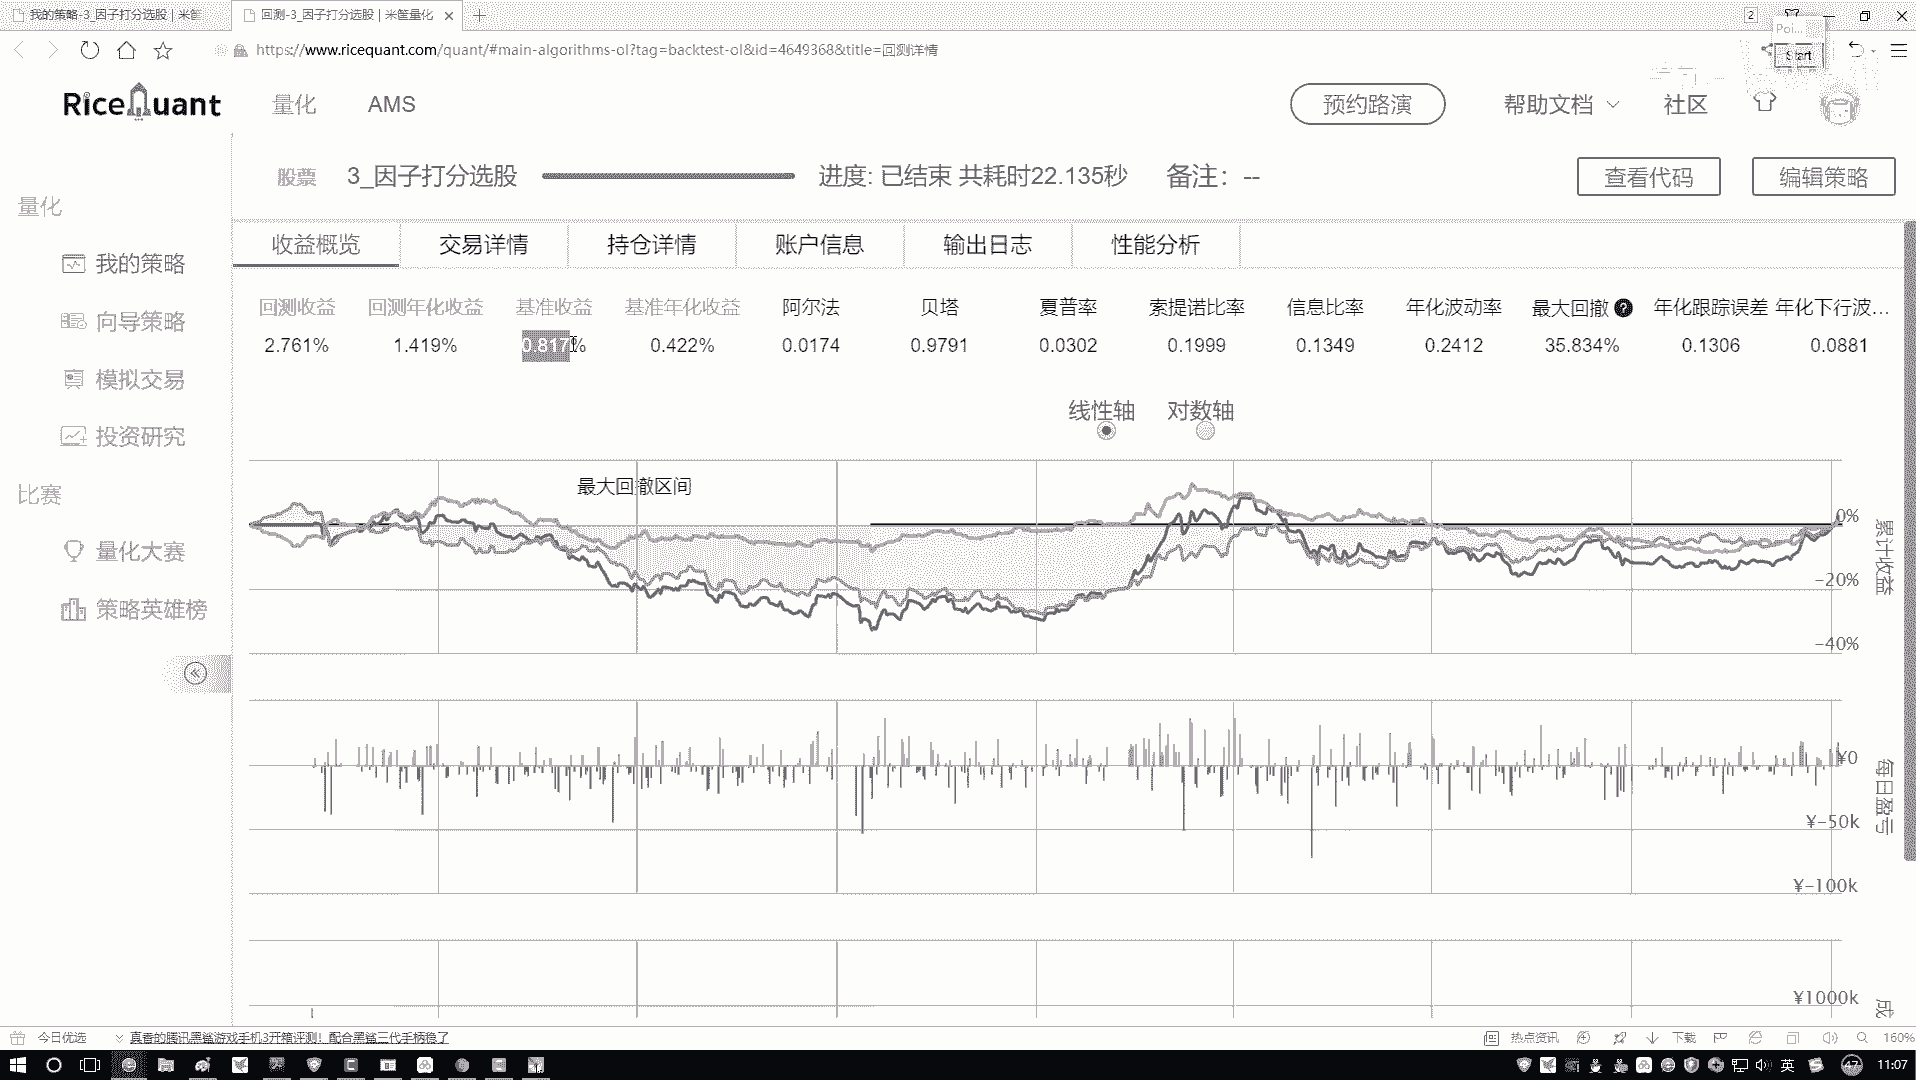 我的策略-3_因子打分选股 | 米筐
回测-3_因子打分选股 | 米筐量化
2
Poi...
https://www.ricequant.com/quant/#main-algorithms-ol?tag=backtest-ol&id=4649368&title=回测详情
Start
RiceQuant
量化
AMS
预约路演
帮助文档
社区
股票
3_因子打分选股
进度: 已结束 共耗时22.135秒
备注: --
查看代码
编辑策略
量化
我的策略
向导策略
模拟交易
投资研究
比赛
量化大赛
策略英雄榜
收益概览
交易详情
持仓详情
账户信息
输出日志
性能分析
回测收益 回测年化收益 基准收益 基准年化收益 阿尔法 贝塔 夏普率 索提诺比率 信息比率 年化波动率 最大回撤 ? 年化跟踪误差 年化下行波...
2.761% 1.419% 0.817% 0.422% 0.0174 0.9791 0.0302 0.1999 0.1349 0.2412 35.834% 0.1306 0.0881
线性轴 对数轴
最大回撤区间
0%
-20%
-40%
累计收益
¥0
¥-50k
¥-100k
每日盈亏
¥1000k
成
今日优选
真香的腾讯黑鲨游戏手机3开箱评测！配合黑鲨三代手柄稳了
热点资讯
下载
160%
英
47
11:07